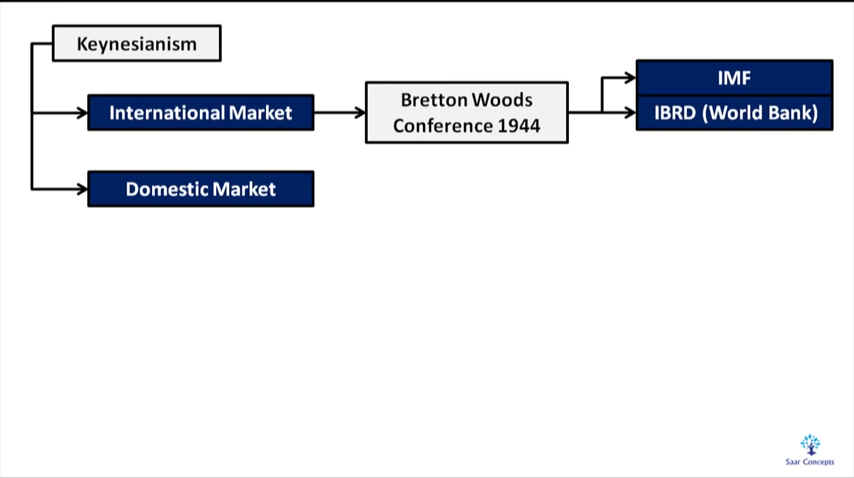 Keynesianism
International Market
Bretton Woods
Conference 1944
IMF
IBRD (World Bank)
Domestic Market
Saar Concepts